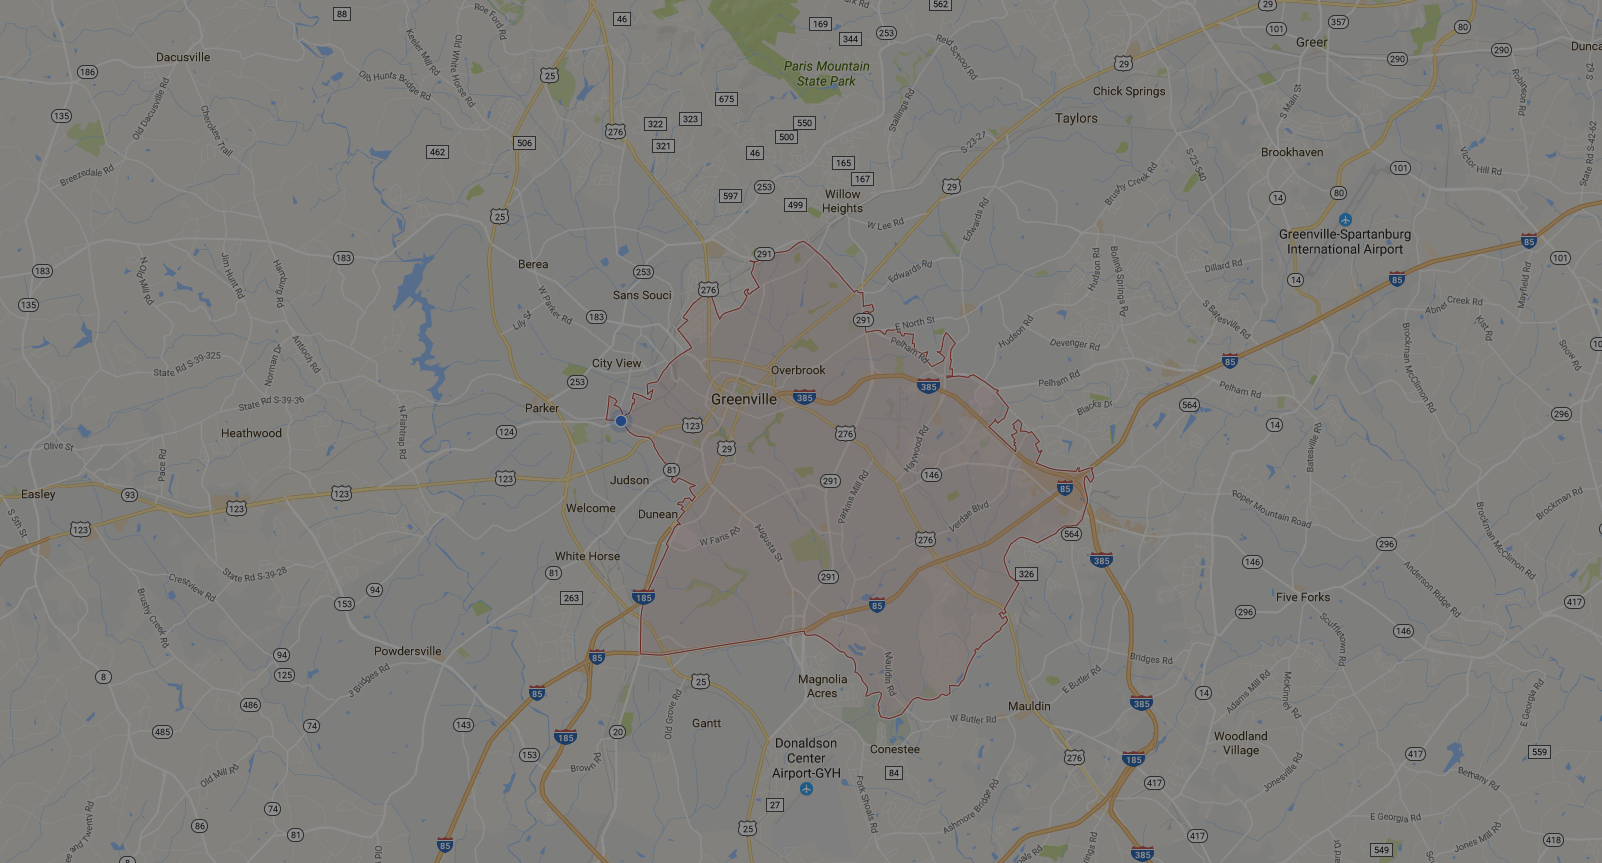 88
46
169
Roe Ford Rd
344
253
562
29
101
357
Greer
80
290
290
Dacusville
186
Keeler Mill Rd
Old White Horse Rd
Old Hunts Bridge Rd
25
Paris Mountain
State Park
Reid School Rd
29
Chick Springs
S 62
Robinson Rd
135
Old Dacusville Rd
Cherokee Trail
675
276
322
323
321
550
500
Stallings Rd
Taylors
S Main St
462
506
46
165
167
S-23-27
Brookhaven
Victor Hill Rd
State Rd S-42-62
Breezedale Rd
597
253
499
Willow
Heights
29
Brushy Creek Rd
S-23-540
101
14
80
25
W Lee Rd
Edwards Rd
Greenville-Spartanburg
International Airport
85
183
183
N Old Mill Rd
Jim Hunt Rd
Hamburg Rd
Berea
253
291
Edwards Rd
Hudson Rd
Boiling Springs Rd
Dillard Rd
14
85
101
Mayfield Rd
135
Sans Souci
276
W Parker Rd
183
Lily St
291
E North St
Pelham Rd
Hudson Rd
S Batesville Rd
Abner Creek Rd
Kist Rd
State Rd S-39-325
Norman Dr
Antioch Rd
City View
253
Overbrook
Devenger Rd
85
Brockman McClimon Rd
Snow Rd
Pelham Rd
Pelham Rd
State Rd S-39-36
Parker
Greenville
385
385
Blacks Dr
564
296
N Fishtrap Rd
Heathwood
124
123
276
29
Haywood Rd
14
Batesville Rd
Olive St
Pace Rd
Judson
81
291
146
Parkins Mill Rd
85
Easley
93
123
123
123
123
S 5th St
Welcome
Dunean
Verdae Blvd
Roper Mountain Road
Brockman Rd
Brockman McClimon Rd
W Faris Rd
Augusta St
276
564
296
White Horse
81
291
385
146
State Rd S-39-28
Crestview Rd
94
153
263
185
85
326
Five Forks
Anderson Ridge Rd
296
417
Brushy Creek Rd
146
Scuffletown Rd
Powdersville
94
125
85
J Bridges Rd
Mauldin Rd
Bridges Rd
8
85
25
Magnolia
Acres
E Butler Rd
14
Adams Mill Rd
McKinney Rd
E Georgia Rd
486
Old Grove Rd
Gantt
W Butler Rd
Mauldin
385
485
74
143
185
20
153
Donaldson
Center
Airport-GYH
Conestee
276
185
Woodland
Village
417
559
84
417
Jonesville Rd
Bethany Rd
Old Mill Rd
Fork Shoals Rd
Ashmore Bridge Rd
74
27
25
86
81
85
417
E Georgia Rd
Jones Mill Rd
418
385
549